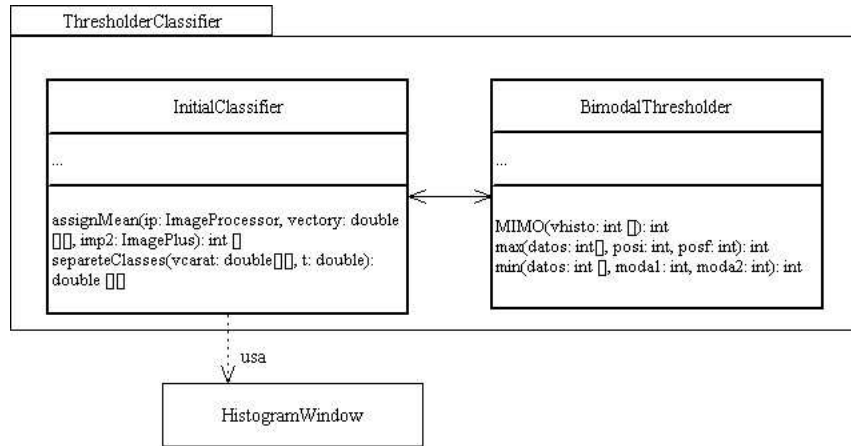 ThresholderClassifier
InitialClassifier
...
assignMean(ip: ImageProcessor, vectory: double
[][], imp2: ImagePlus): int []
separeteClasses(vcarat: double[][], t: double):
double [][]
BimodalThresholder
...
MIMO(vhisto: int []): int
max(datos: int[], posi: int, posf: int): int
min(datos: int [], moda1: int, moda2: int): int
usa
HistogramWindow